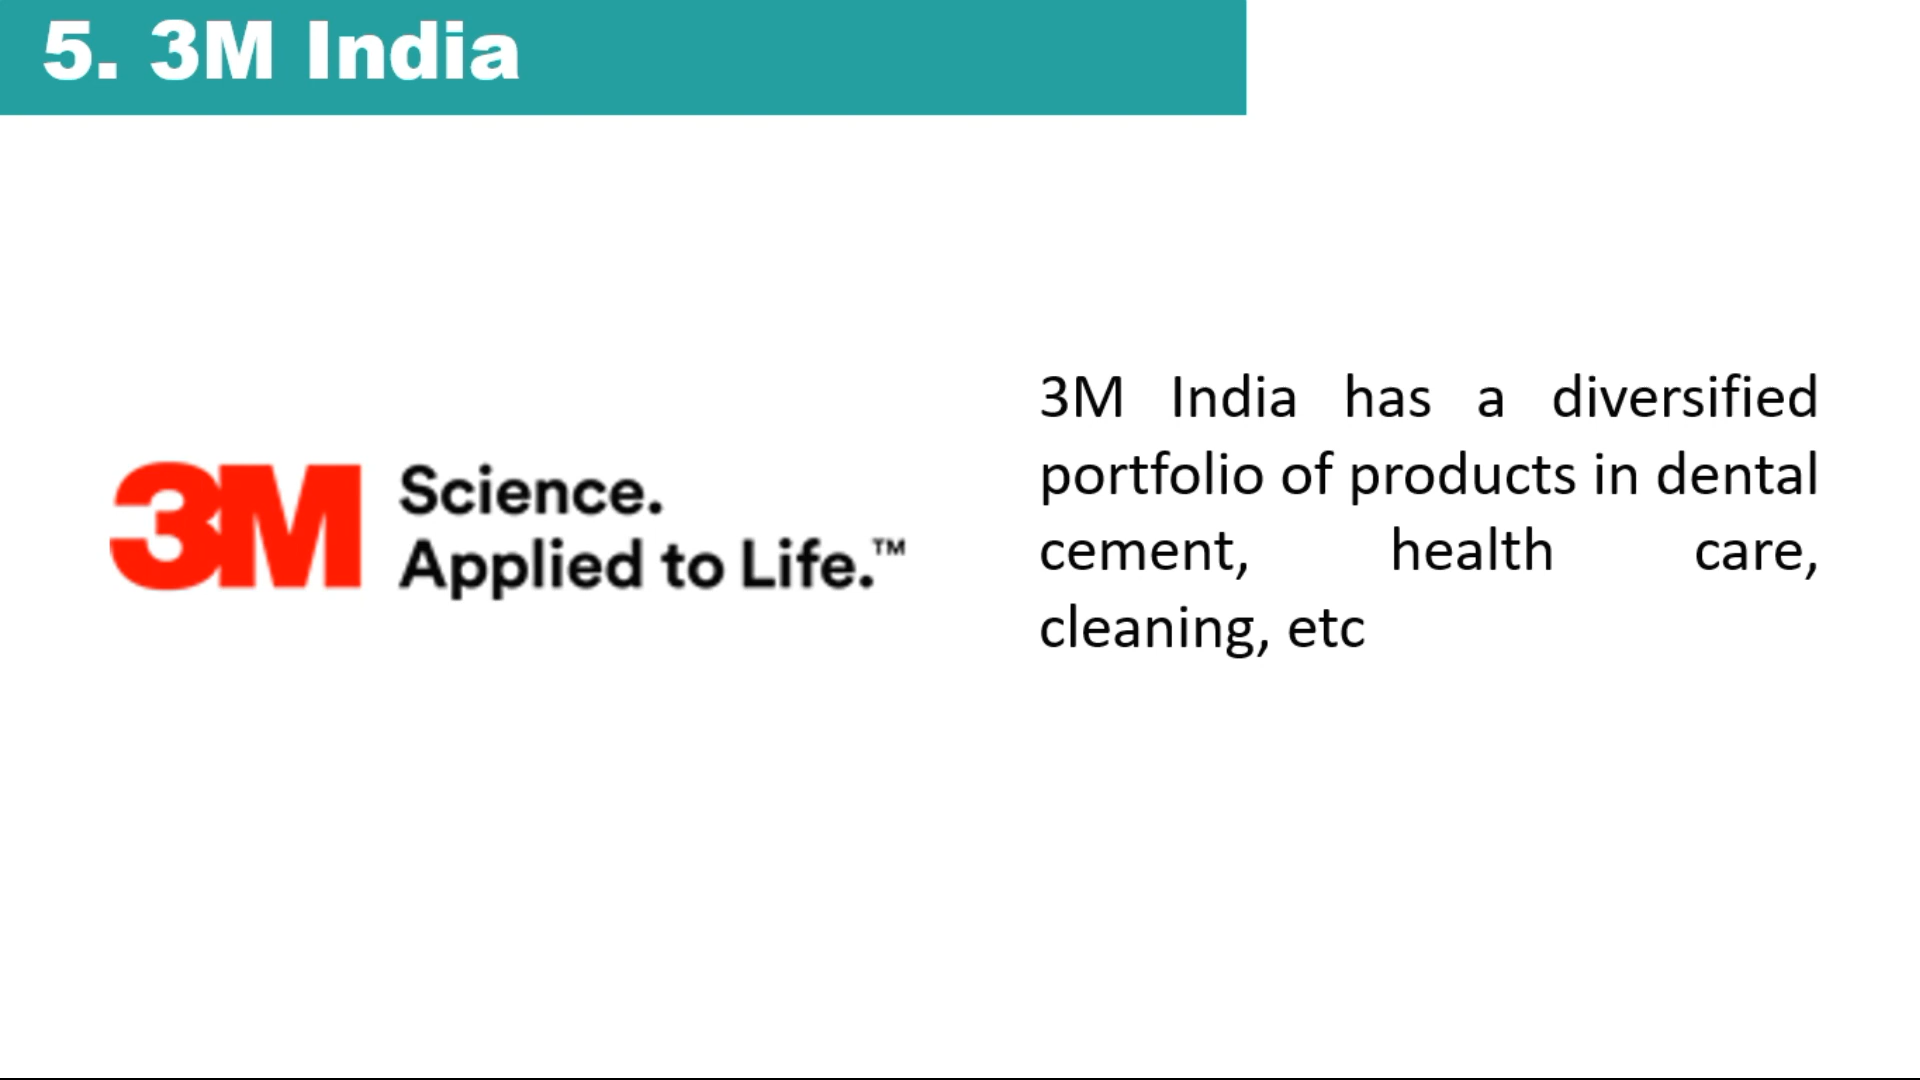 5. 3M India
3M Science.
Applied to Life.™
3M India has a diversified
portfolio of products in dental
cement, health care,
cleaning, etc